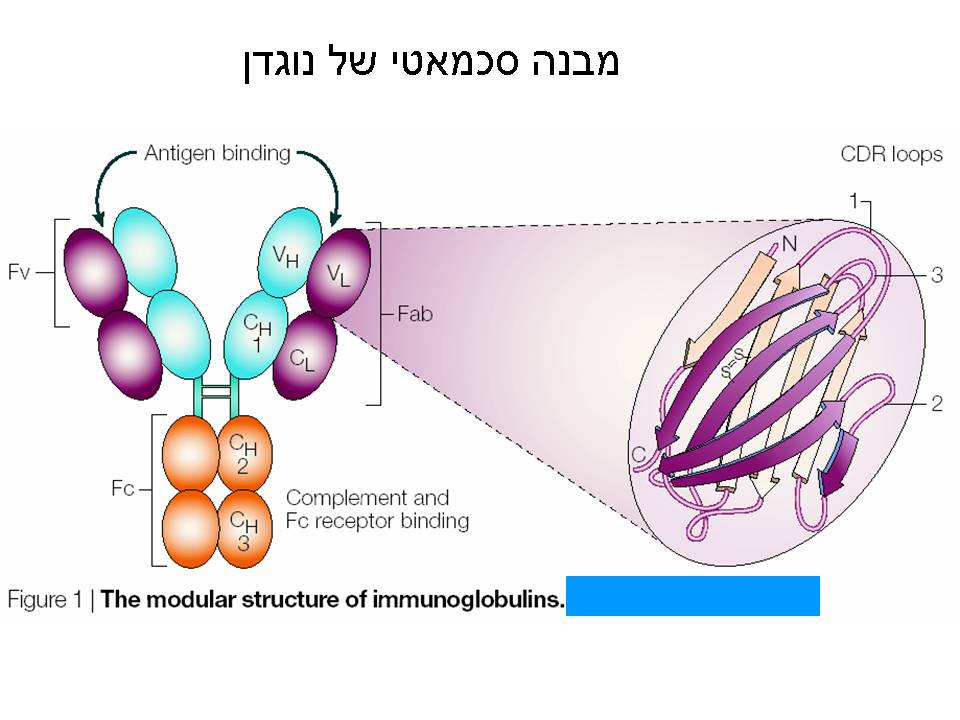 מבנה סכמאטי של נוגדן
Antigen binding
CDR loops
1
N
3
Fv
VH
VL
Fab
CH
1
CL
S=S
2
C
CH
2
Fc
Complement and
Fc receptor binding
CH
3
Figure 1 | The modular structure of immunoglobulins.